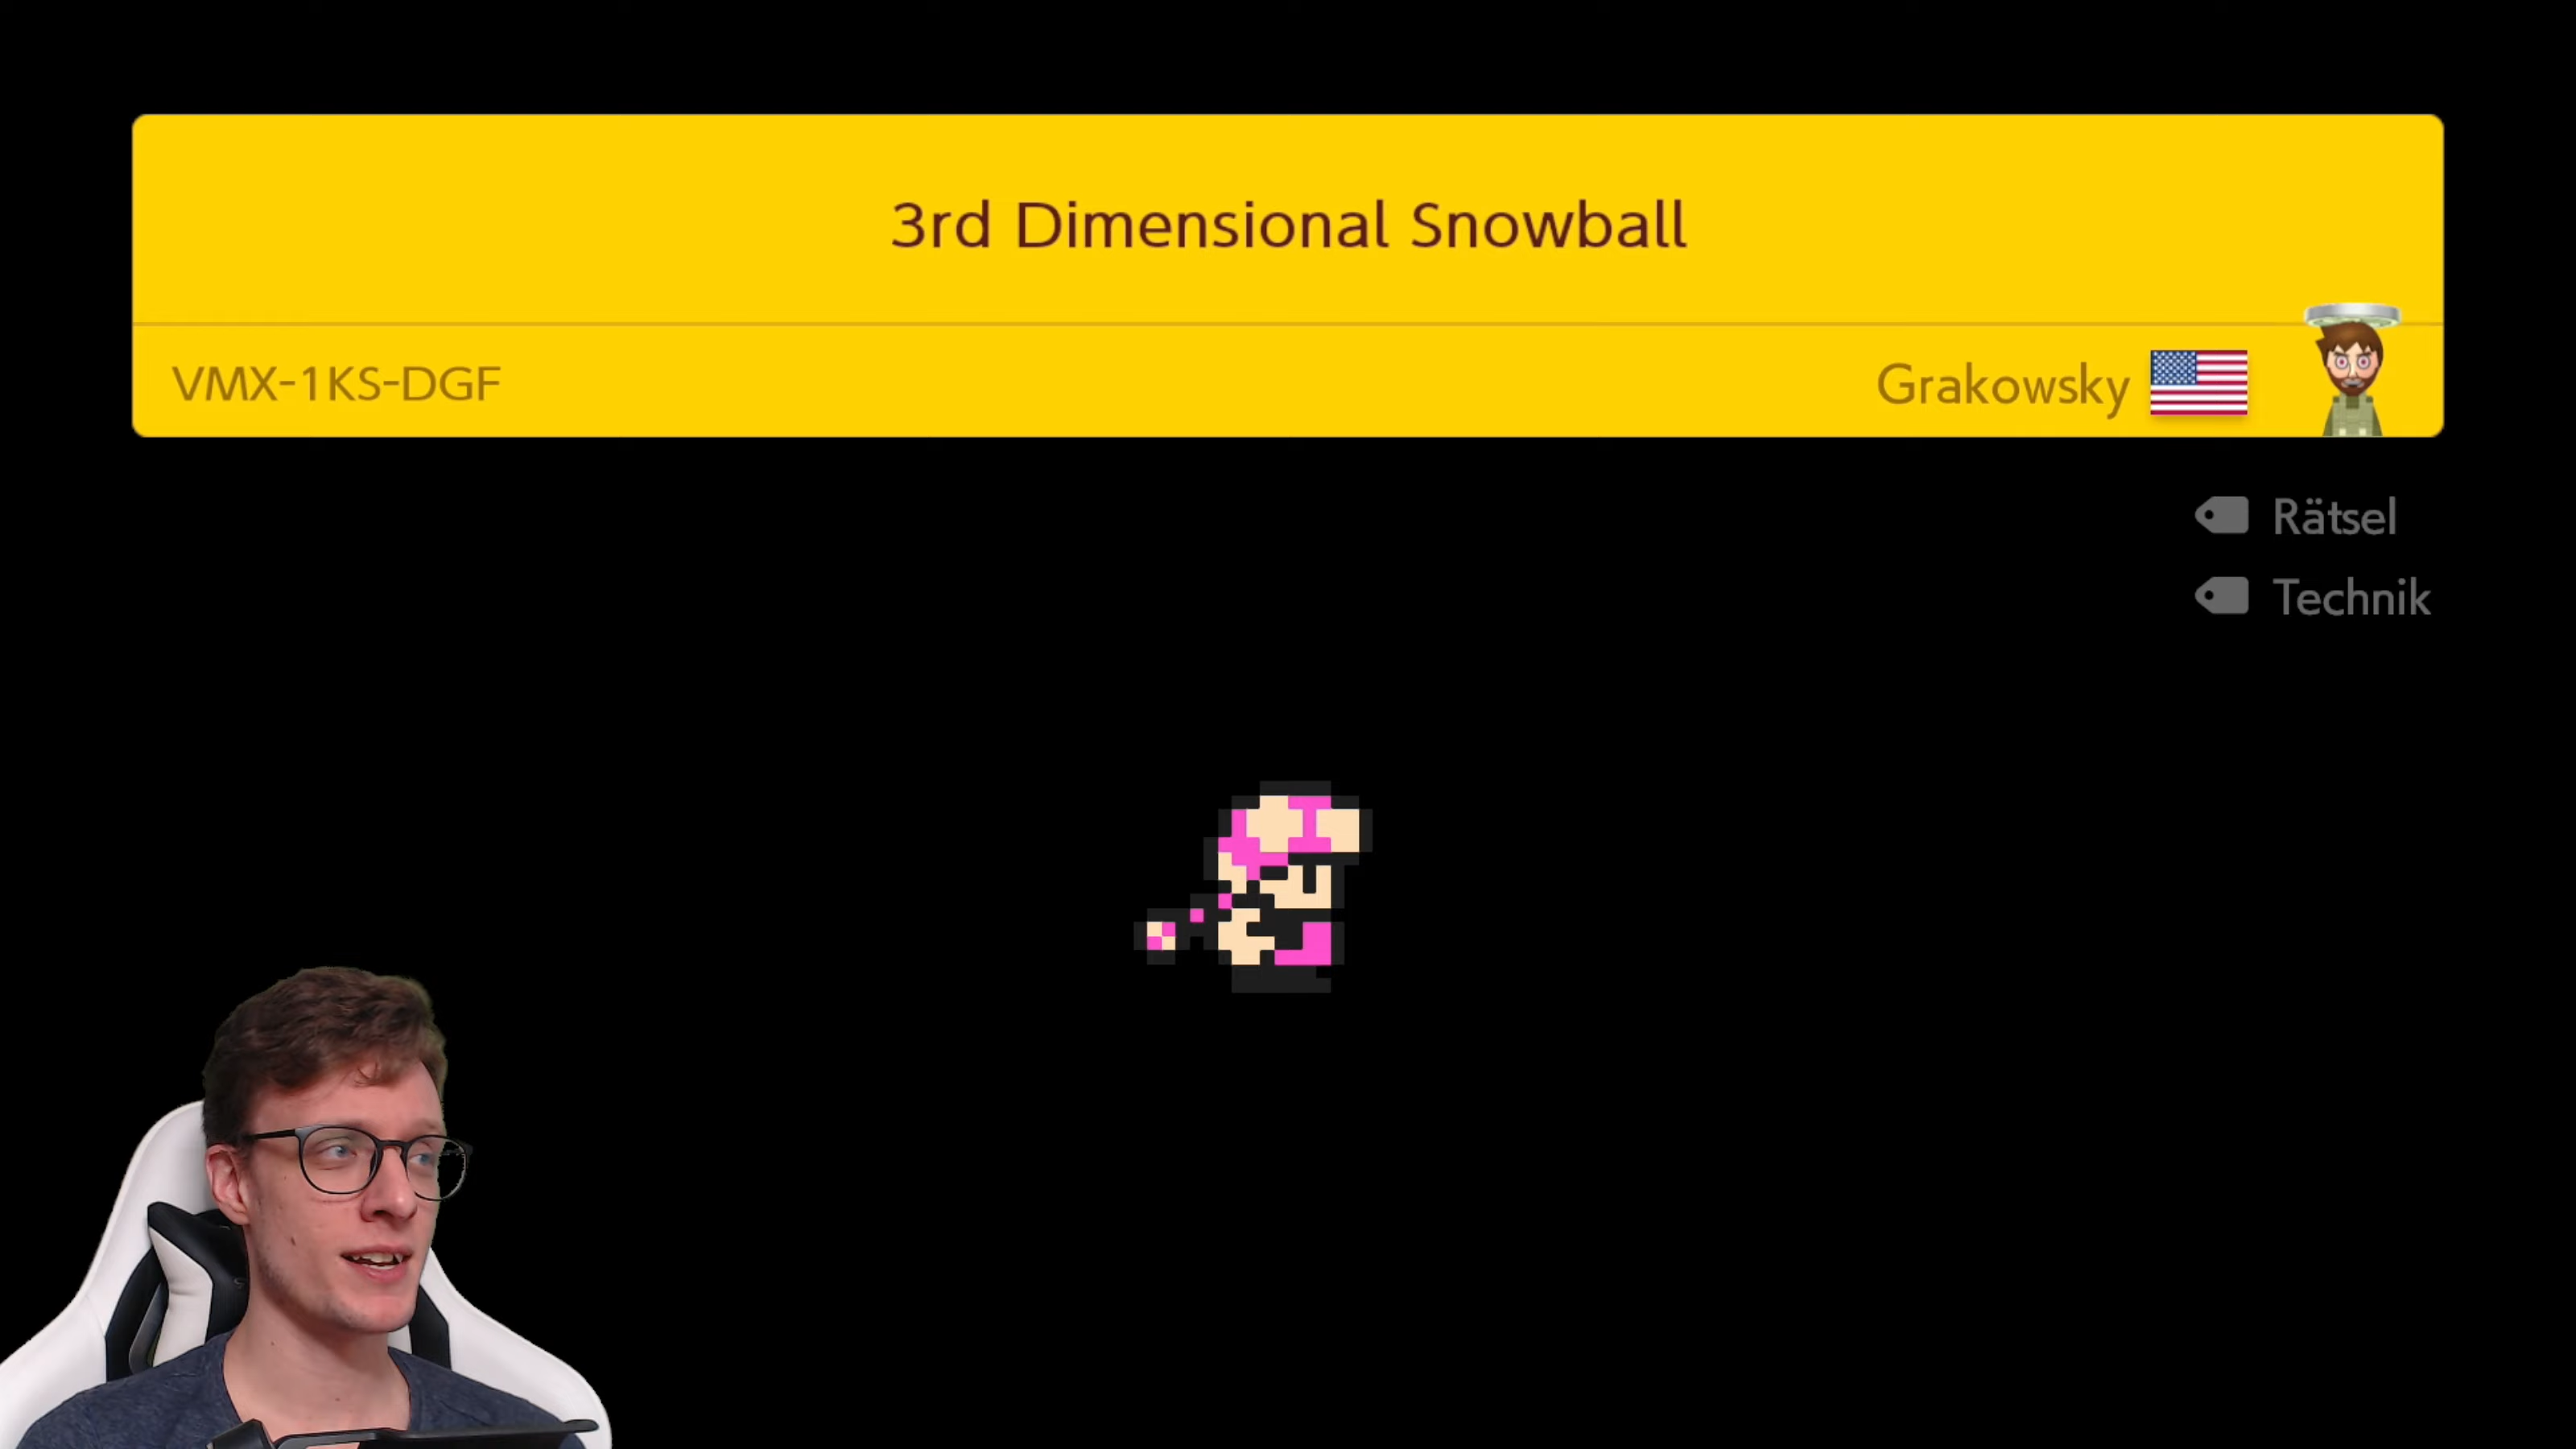 3rd Dimensional Snowball
VMX-1KS-DGF
Grakowsky
Rätsel
Technik